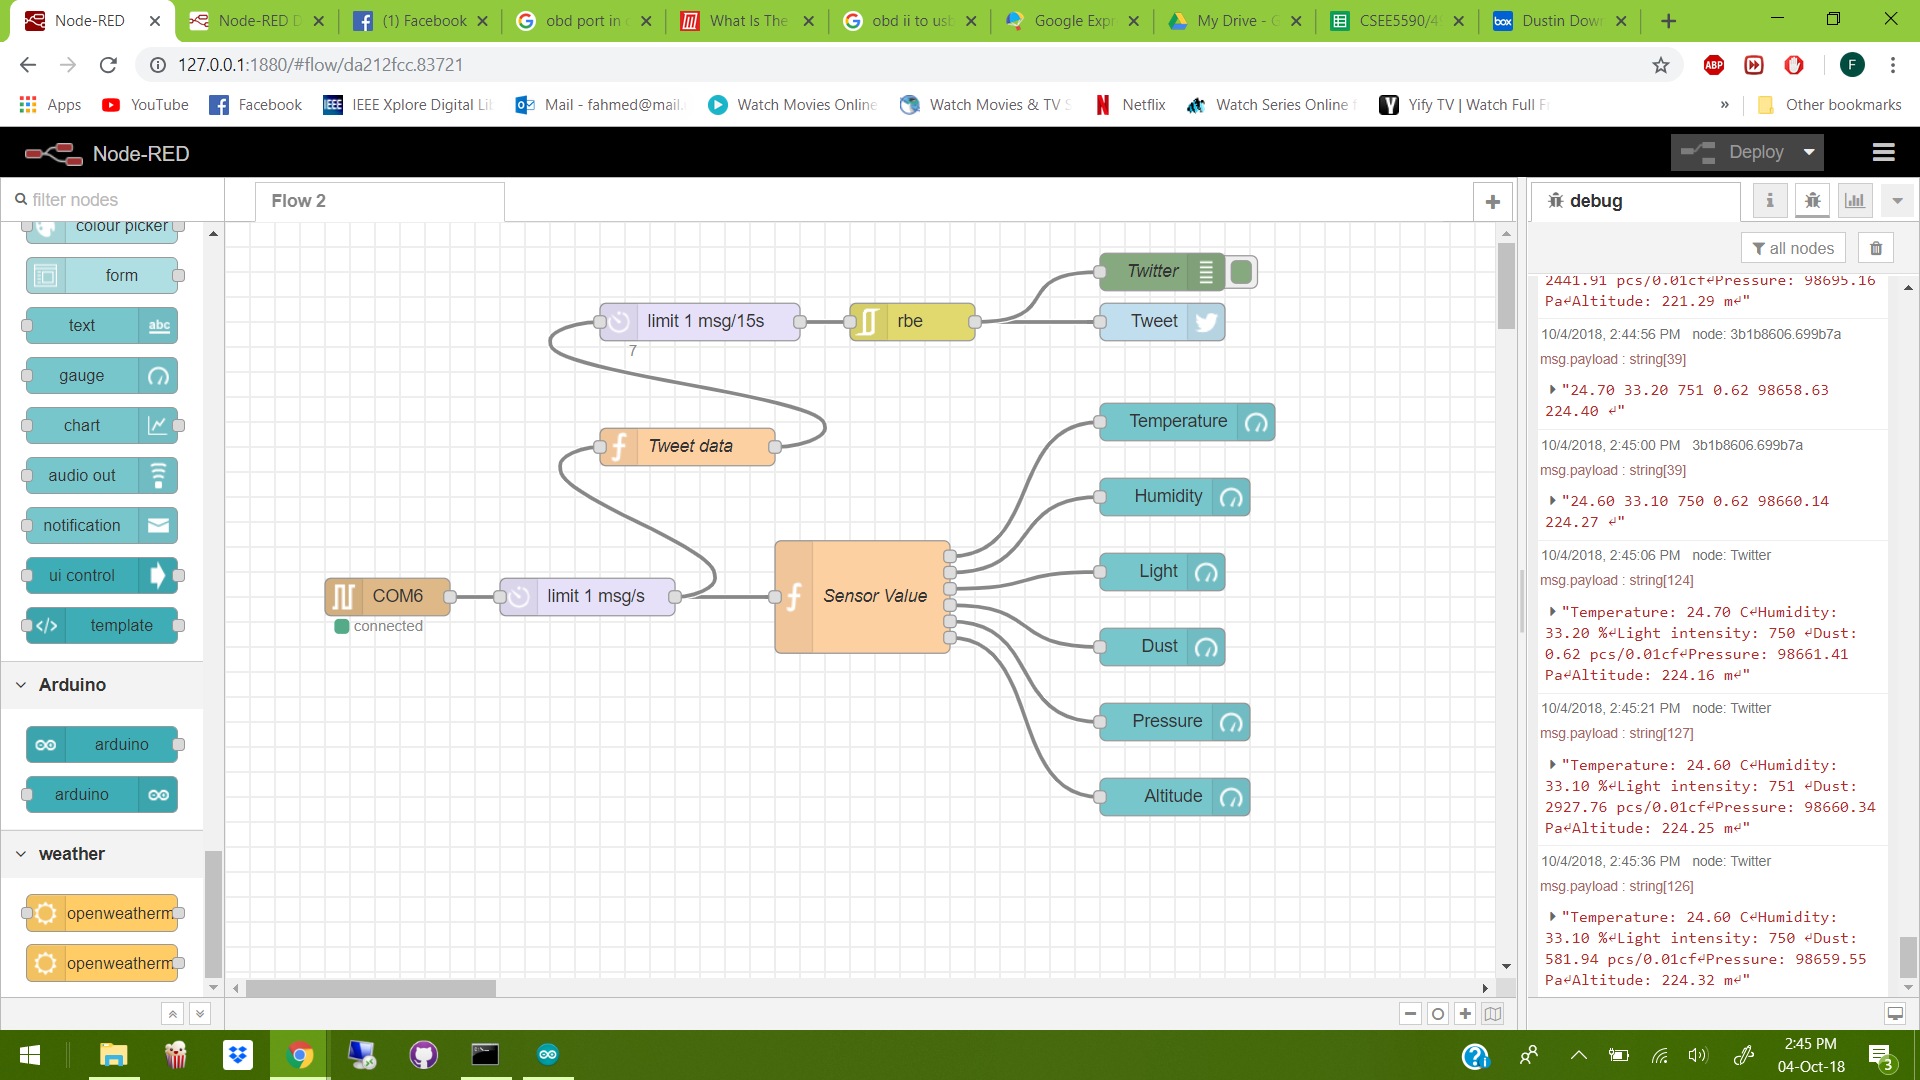 Node-RED
Node-RED D
(1) Facebook
obd port in c
What Is The
obd ii to usb
Google Expr
My Drive - G
CSEE5590/4
Dustin Dow
127.0.0.1:1880/#flow/da212fcc.83721
ABP
F
Apps
YouTube
Facebook
IEEE
IEEE Xplore Digital Li
Mail - fahmed@mail.
Watch Movies Online
Watch Movies & TV S
Netflix
Watch Series Online f
Yify TV | Watch Full F
»
Other bookmarks
Node-RED
Deploy
filter nodes
Flow 2
debug
all nodes
colour picker
form
text
abc
gauge
chart
audio out
notification
ui control
template
Arduino
arduino
arduino
weather
openweatherm
openweatherm
Twitter
limit 1 msg/15s
7
rbe
Tweet
Tweet data
Temperature
Humidity
COM6
connected
limit 1 msg/s
Sensor Value
Light
Dust
Pressure
Altitude
2441.91 pcs/0.01cf↵Pressure: 98695.16
Pa↵Altitude: 221.29 m↵"
10/4/2018, 2:44:56 PM node: 3b1b8606.699b7a
msg.payload : string[39]
"24.70 33.20 751 0.62 98658.63
224.40 ↵"
10/4/2018, 2:45:00 PM 3b1b8606.699b7a
msg.payload : string[39]
"24.60 33.10 750 0.62 98660.14
224.27 ↵"
10/4/2018, 2:45:06 PM node: Twitter
msg.payload : string[124]
"Temperature: 24.70 C↵Humidity:
33.20 %↵Light intensity: 750 ↵Dust:
0.62 pcs/0.01cf↵Pressure: 98661.41
Pa↵Altitude: 224.16 m↵"
10/4/2018, 2:45:21 PM node: Twitter
msg.payload : string[127]
"Temperature: 24.60 C↵Humidity:
33.10 %↵Light intensity: 751 ↵Dust:
2927.76 pcs/0.01cf↵Pressure: 98660.34
Pa↵Altitude: 224.25 m↵"
10/4/2018, 2:45:36 PM node: Twitter
msg.payload : string[126]
"Temperature: 24.60 C↵Humidity:
33.10 %↵Light intensity: 750 ↵Dust:
581.94 pcs/0.01cf↵Pressure: 98659.55
Pa↵Altitude: 224.32 m↵"
2:45 PM
04-Oct-18
3